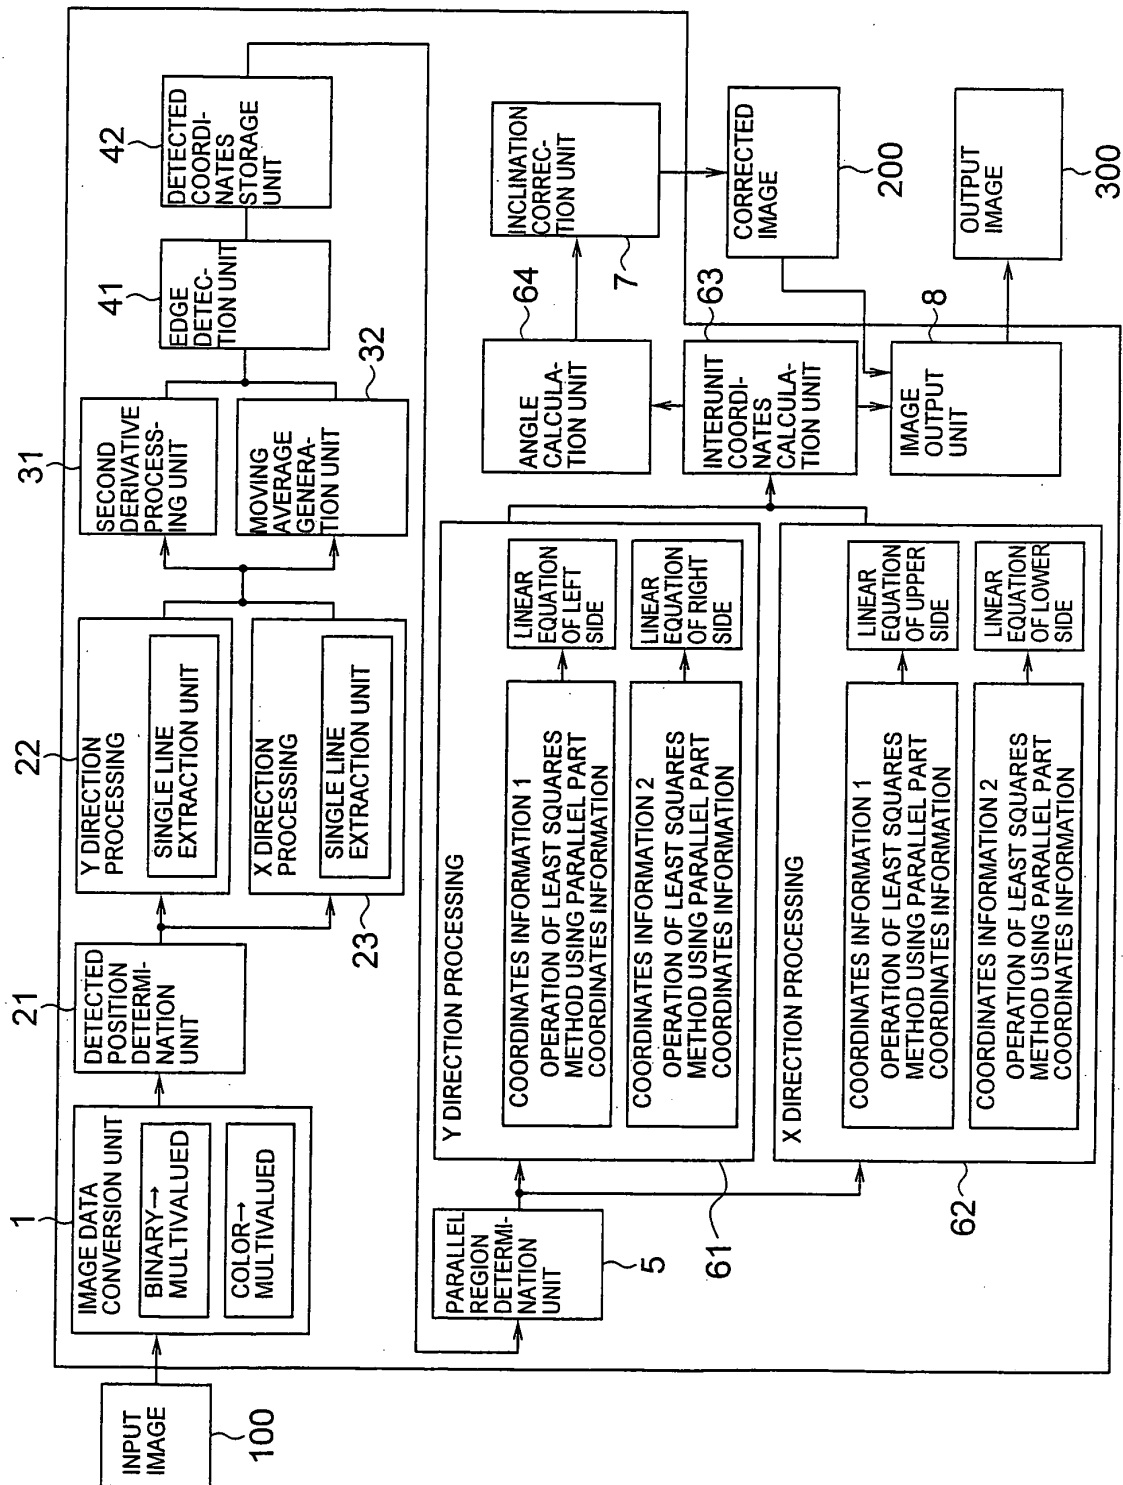 INPUT
IMAGE
100
1
IMAGE DATA
CONVERSION UNIT
BINARY→
MULTIVALUED
COLOR→
MULTIVALUED
21
DETECTED
POSITION
DETERMI-
NATION
UNIT
22
Y DIRECTION
PROCESSING
SINGLE LINE
EXTRACTION UNIT
X DIRECTION
PROCESSING
SINGLE LINE
EXTRACTION UNIT
23
31
SECOND
DERIVATIVE
PROCESS-
ING UNIT
MOVING
AVERAGE
GENERA-
TION UNIT
32
41
EDGE
DETEC-
TION UNIT
42
DETECTED
COORDI-
NATES
STORAGE
UNIT
PARALLEL
REGION
DETERMI-
NATION
UNIT
5
Y DIRECTION PROCESSING
COORDINATES INFORMATION 1
OPERATION OF LEAST SQUARES
METHOD USING PARALLEL PART
COORDINATES INFORMATION
LINEAR
EQUATION
OF LEFT
SIDE
COORDINATES INFORMATION 2
OPERATION OF LEAST SQUARES
METHOD USING PARALLEL PART
COORDINATES INFORMATION
LINEAR
EQUATION
OF RIGHT
SIDE
61
X DIRECTION PROCESSING
COORDINATES INFORMATION 1
OPERATION OF LEAST SQUARES
METHOD USING PARALLEL PART
COORDINATES INFORMATION
LINEAR
EQUATION
OF UPPER
SIDE
COORDINATES INFORMATION 2
OPERATION OF LEAST SQUARES
METHOD USING PARALLEL PART
COORDINATES INFORMATION
LINEAR
EQUATION
OF LOWER
SIDE
62
64
ANGLE
CALCULA-
TION UNIT
63
INTERUNIT
COORDI-
NATES
CALCULA-
TION UNIT
8
IMAGE
OUTPUT
UNIT
INCLINATION
CORREC-
TION UNIT
7
CORRECTED
IMAGE
200
OUTPUT
IMAGE
300